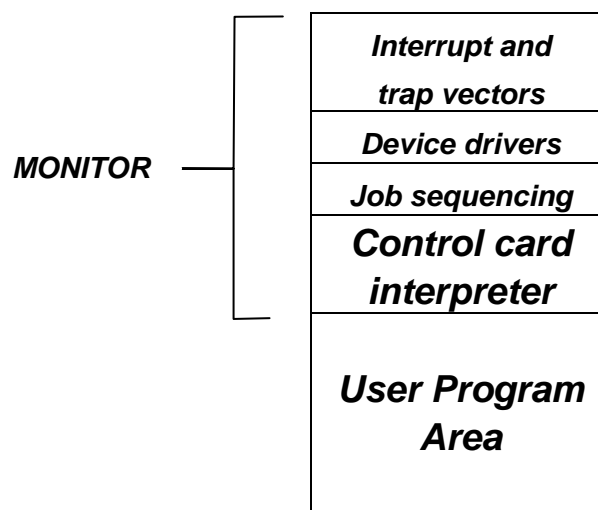 Interrupt and
trap vectors
Device drivers
MONITOR
Job sequencing
Control card
interpreter
User Program
Area